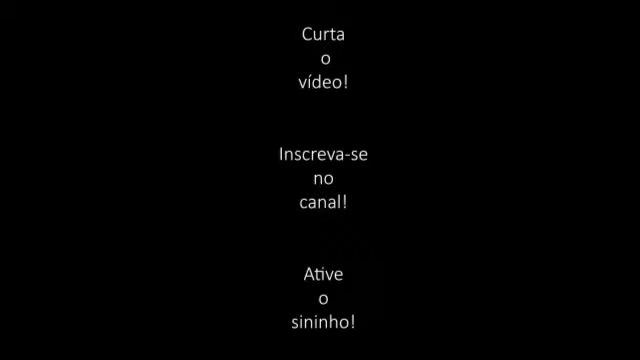 Curta
o
vídeo!
Inscreva-se
no
canal!
Ative
o
sininho!